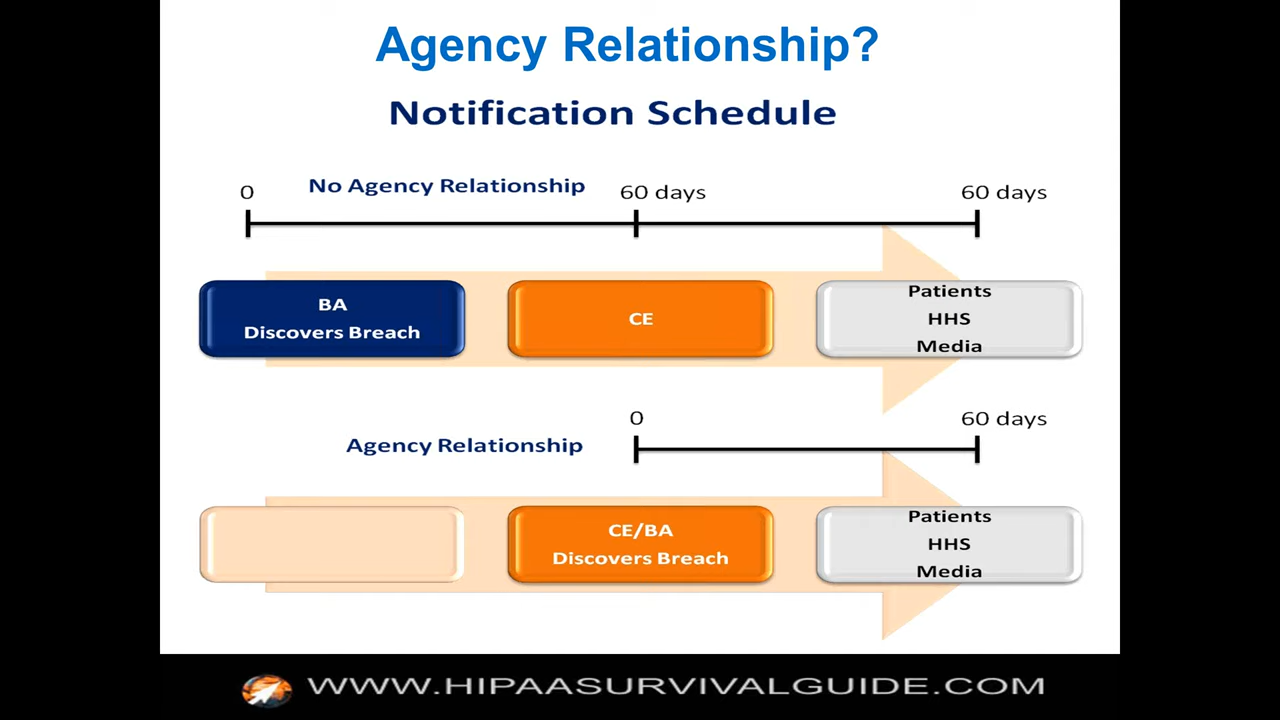 Agency Relationship?
Notification Schedule
0
No Agency Relationship
60 days
60 days
BA
Discovers Breach
CE
Patients
HHS
Media
0
60 days
Agency Relationship
CE/BA
Discovers Breach
Patients
HHS
Media
WWW.HIPAASURVIVALGUIDE.COM